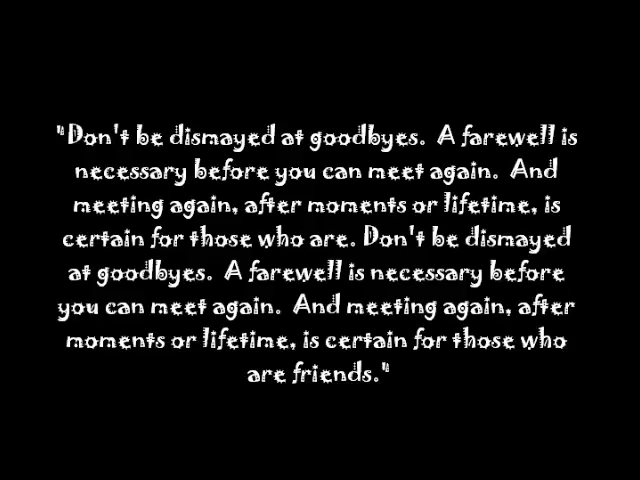 "Don't be dismayed at goodbyes.  A farewell is
necessary before you can meet again.  And
meeting again, after moments or lifetime, is
certain for those who are. Don't be dismayed
at goodbyes.  A farewell is necessary before
you can meet again.  And meeting again, after
moments or lifetime, is certain for those who
are friends."